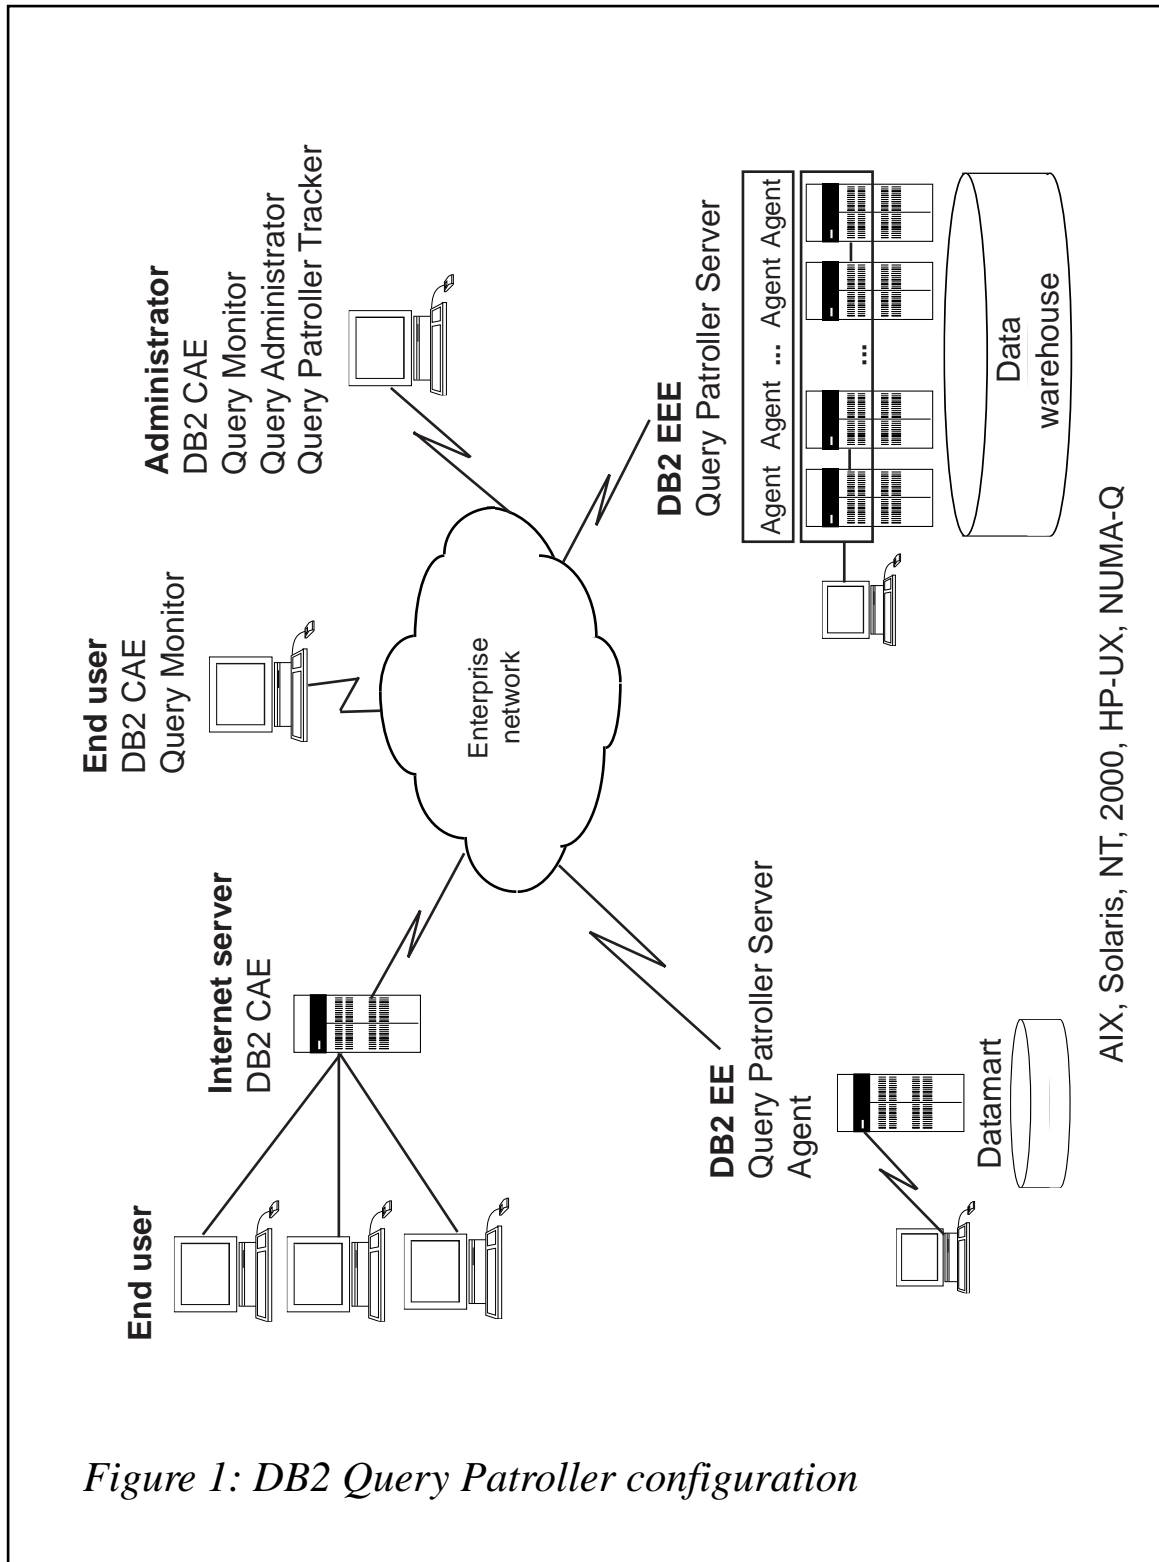 End user
Internet server
DB2 CAE
End user
DB2 CAE
Query Monitor
Administrator
DB2 CAE
Query Monitor
Query Administrator
Query Patroller Tracker
Enterprise
network
DB2 EE
Query Patroller Server
Agent
Datamart
DB2 EEE
Query Patroller Server
Agent Agent ... Agent Agent
...
Data
warehouse
AIX, Solaris, NT, 2000, HP-UX, NUMA-Q
Figure 1: DB2 Query Patroller configuration